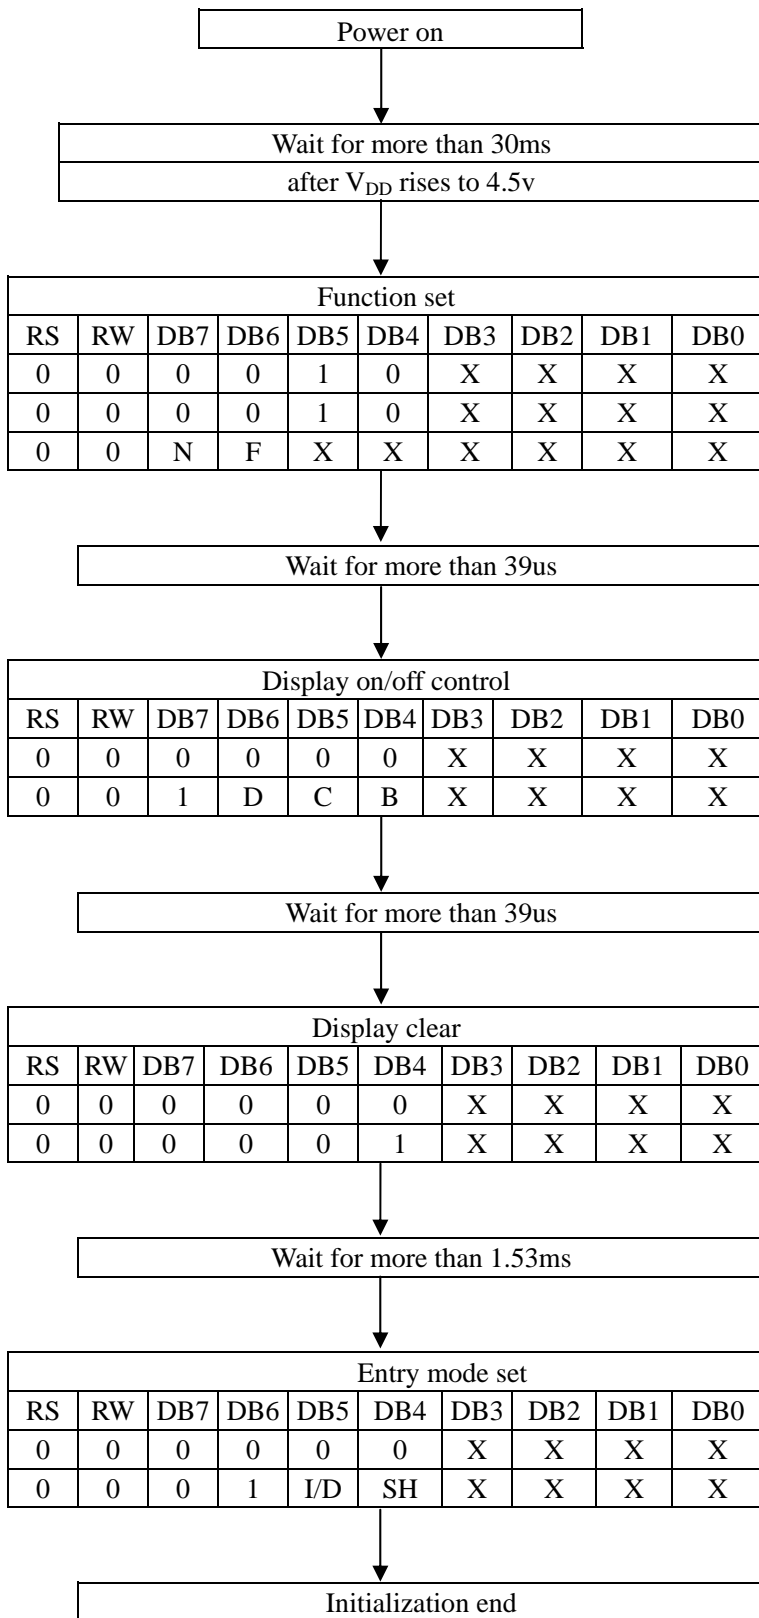 Power on
Wait for more than 30ms
after VDD rises to 4.5v
Function set
RS RW DB7 DB6 DB5 DB4 DB3 DB2 DB1 DB0
0 0 0 0 1 0 X X X X
0 0 0 0 1 0 X X X X
0 0 N F X X X X X X
Wait for more than 39us
Display on/off control
RS RW DB7 DB6 DB5 DB4 DB3 DB2 DB1 DB0
0 0 0 0 0 0 X X X X
0 0 1 D C B X X X X
Wait for more than 39us
Display clear
RS RW DB7 DB6 DB5 DB4 DB3 DB2 DB1 DB0
0 0 0 0 0 0 X X X X
0 0 0 0 0 1 X X X X
Wait for more than 1.53ms
Entry mode set
RS RW DB7 DB6 DB5 DB4 DB3 DB2 DB1 DB0
0 0 0 0 0 0 X X X X
0 0 0 1 I/D SH X X X X
Initialization end